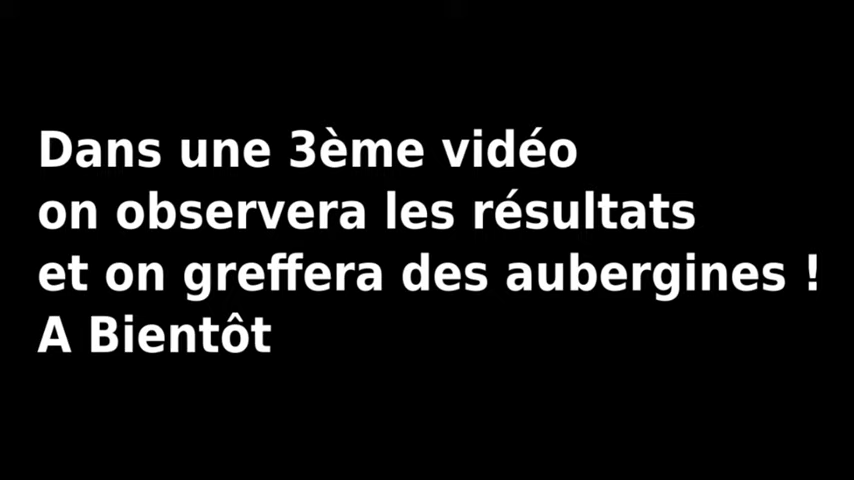 Dans une 3ème vidéo
on observera les résultats
et on greffera des aubergines !
A Bientôt